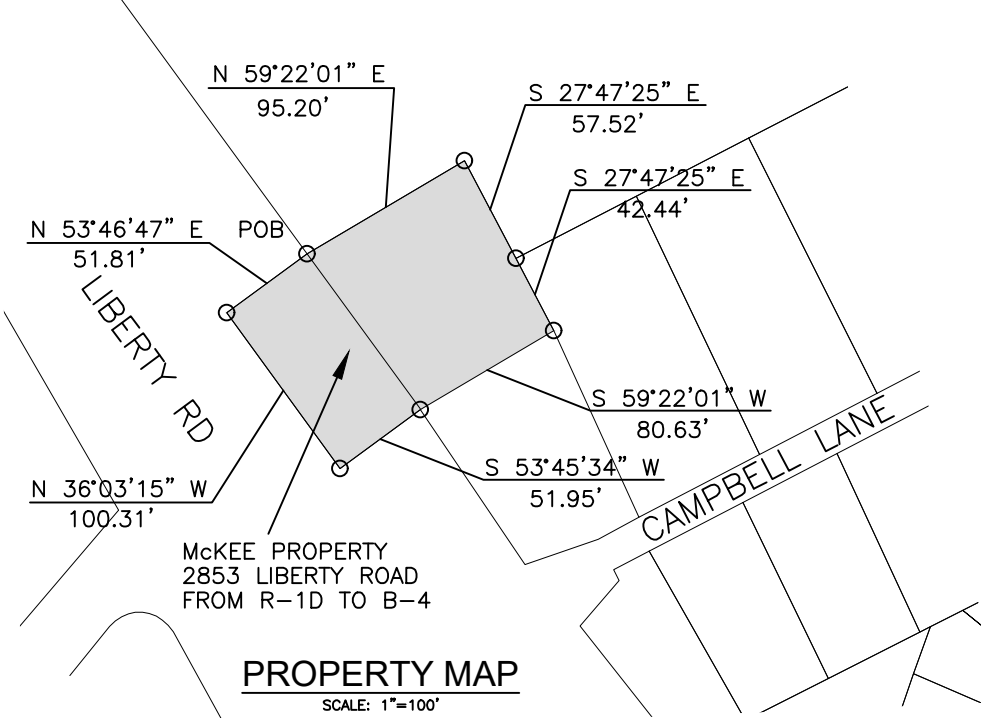 N 59°22'01" E
95.20'
S 27°47'25" E
57.52'
S 27°47'25" E
42.44'
N 53°46'47" E
51.81'
POB
LIBERTY RD
S 59°22'01" W
80.63'
S 53°45'34" W
51.95'
N 36°03'15" W
100.31'
CAMPBELL LANE
McKEE PROPERTY
2853 LIBERTY ROAD
FROM R-1D TO B-4
PROPERTY MAP
SCALE: 1"=100'